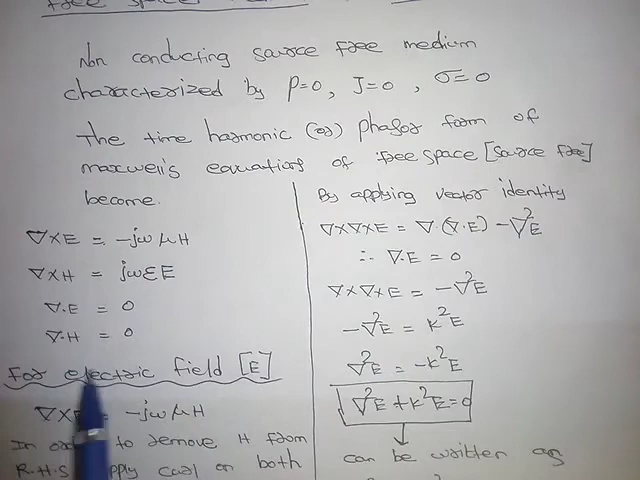 Free space
Non conducting source free medium
characterized by ρ=0, J=0, σ=0
The time harmonic (or) phasor form of
maxwell's equations of free space [source free]
become.
∇×E = -jωμH
∇×H = jωεE
∇·E = 0
∇·H = 0
For electric field [E]
∇×E = -jωμH
In to remove H from
R.H.S apply curl on both
By applying vector identity
∇×∇×E = ∇·(∇·E) - ∇²E
∴ ∇·E = 0
∇×∇×E = -∇²E
-∇²E = K²E
∇²E = -K²E
∇²E + K²E = 0
can be written as